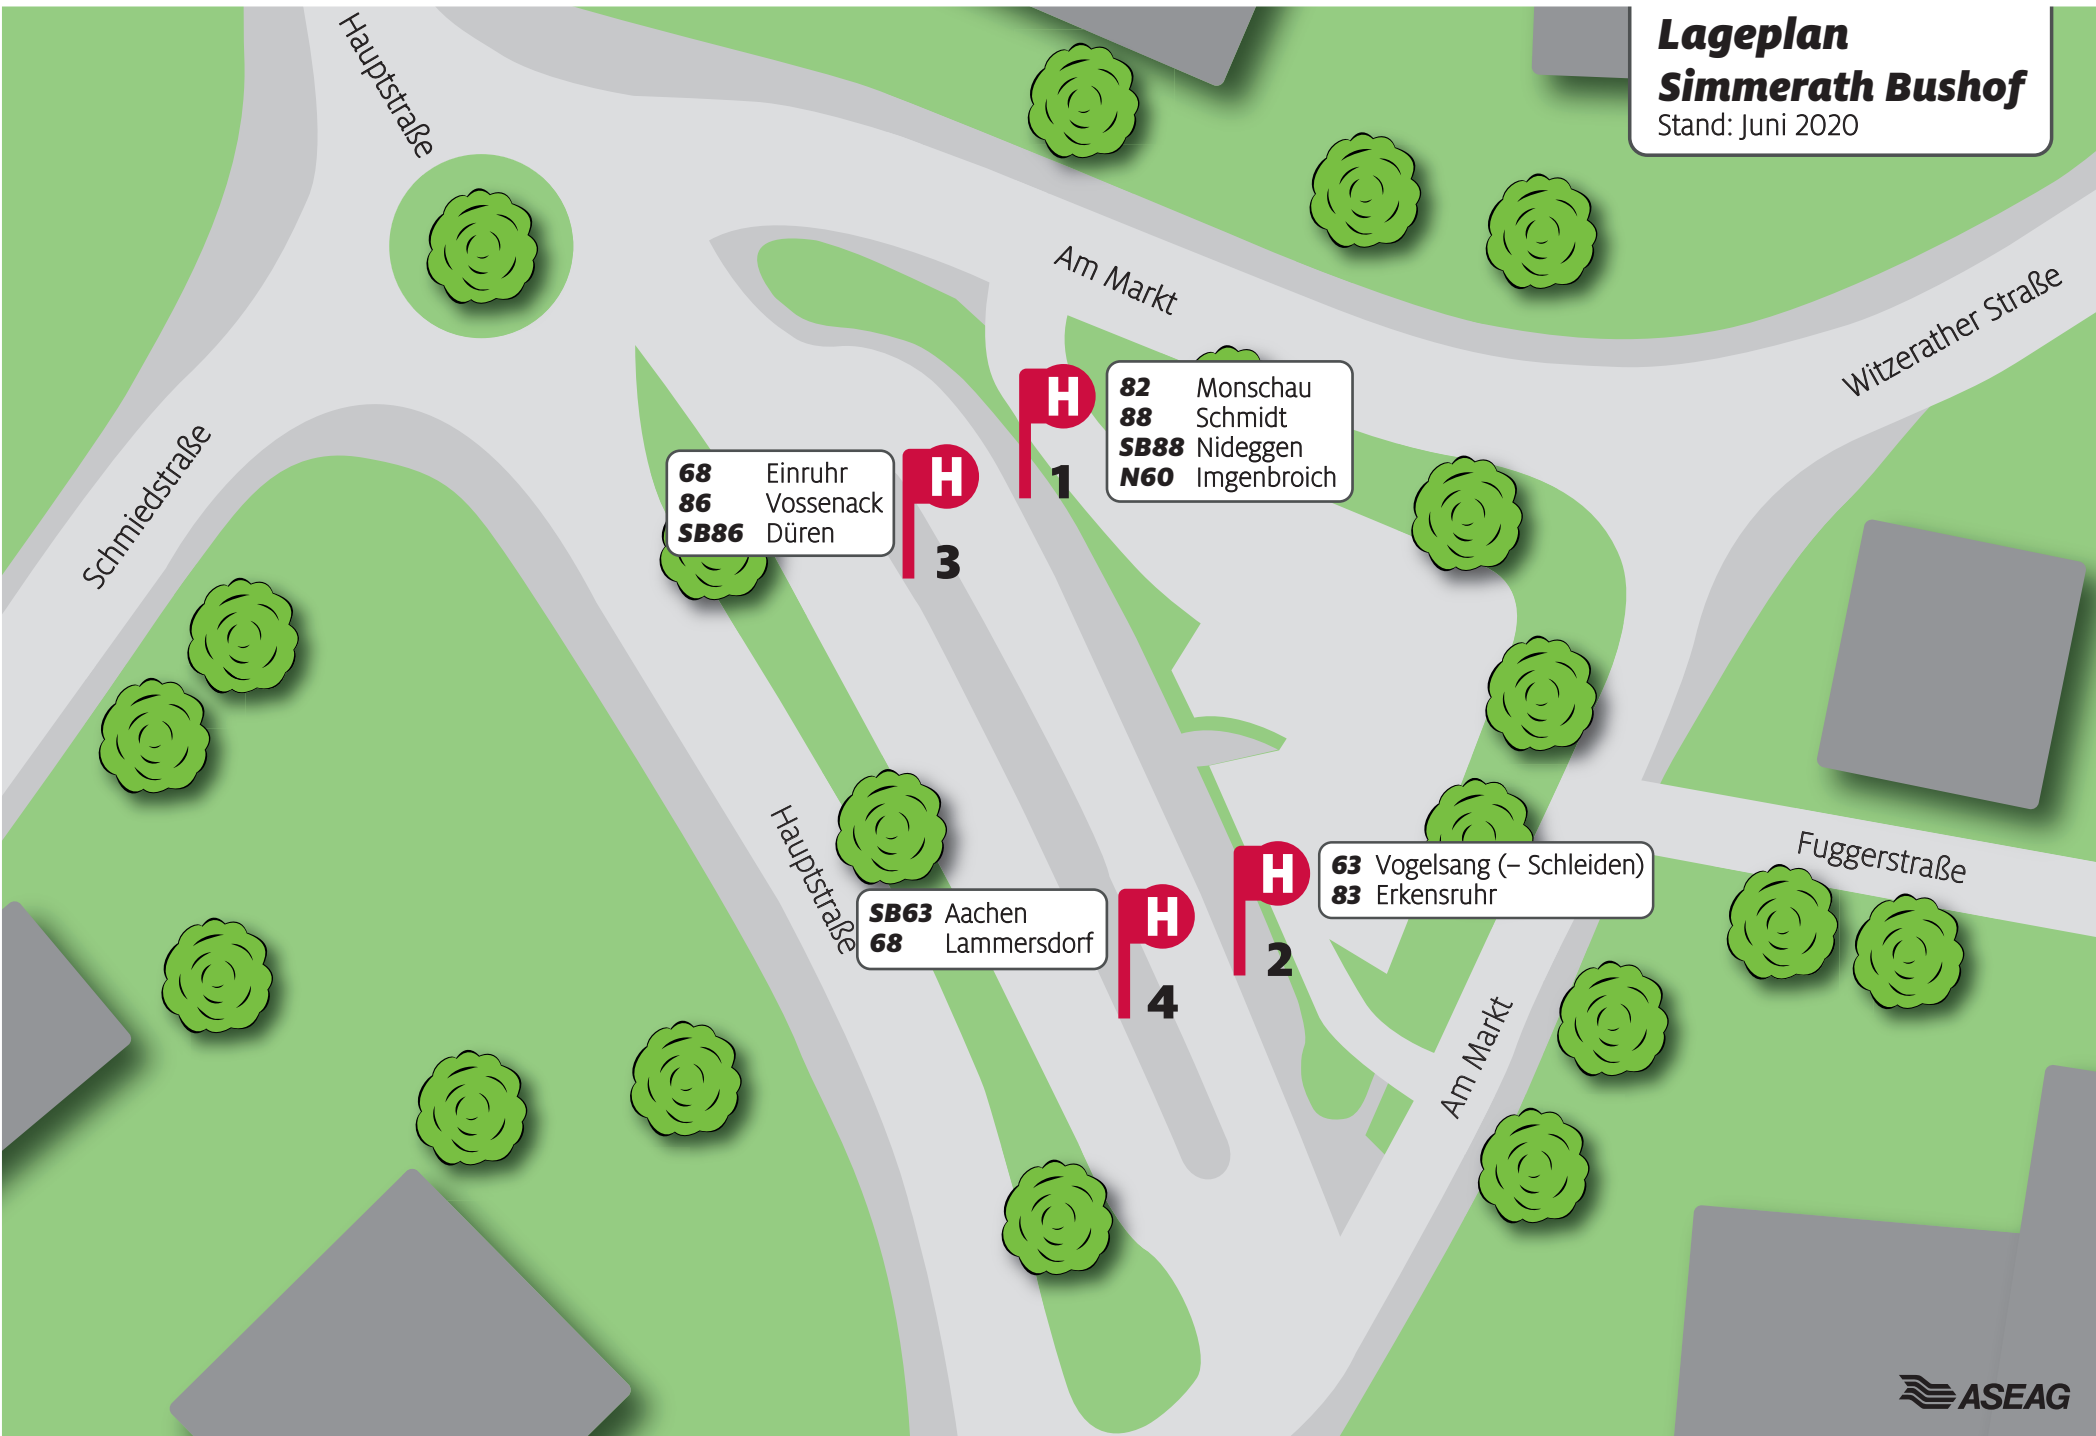 Lageplan
Simmerath Bushof
Stand: Juni 2020
Hauptstraße
Am Markt
Witzerather Straße
Schmiedstraße
82 Monschau
88 Schmidt
SB88 Nideggen
N60 Imgenbroich
H
1
68 Einruhr
86 Vossenack
SB86 Düren
H
3
Hauptstraße
Fuggerstraße
63 Vogelsang (– Schleiden)
83 Erkensruhr
H
2
SB63 Aachen
68 Lammersdorf
H
4
Am Markt
ASEAG